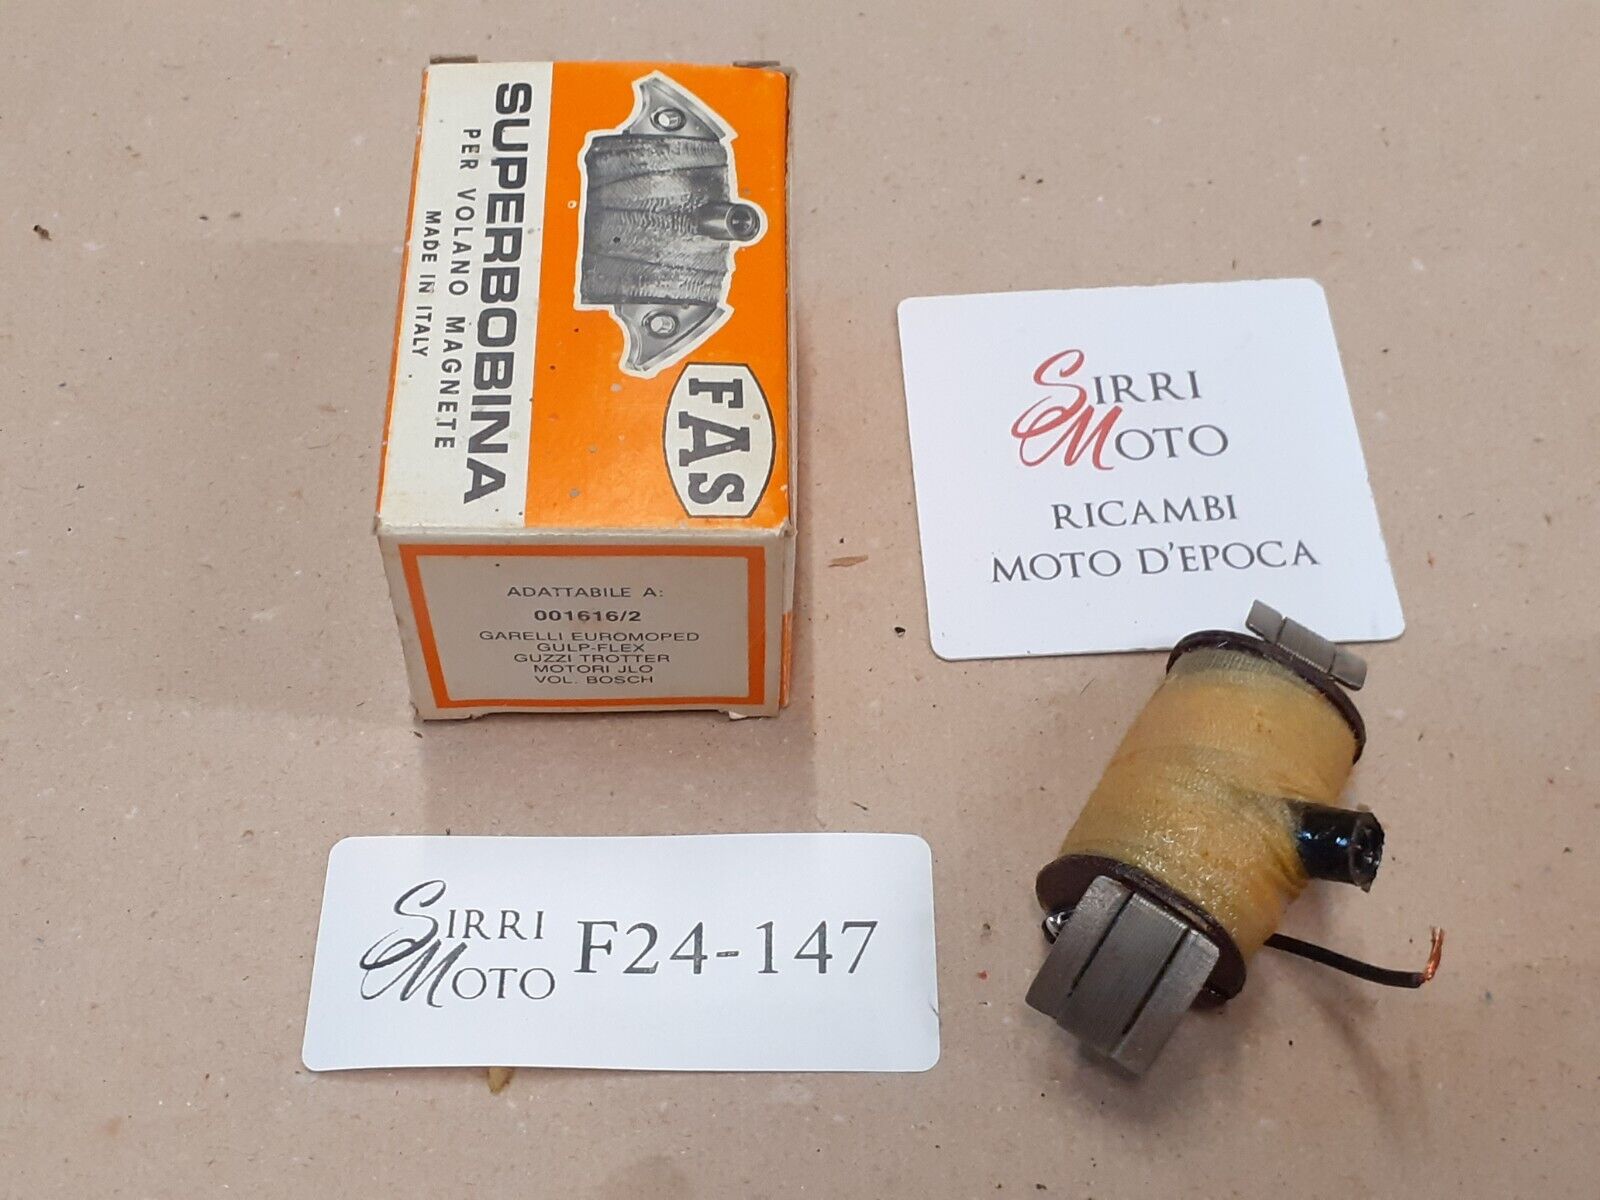 SUPERBOBINA
PER VOLANO MAGNETE
MADE IN ITALY
FAS
ADATTABILE A:
001616/2
GARELLI EUROMOPED
GULP-FLEX
GUZZI TROTTER
MOTORI JLO
VOL. BOSCH
SIRRI
MOTO
RICAMBI
MOTO D'EPOCA
SIRRI
MOTO
F24-147